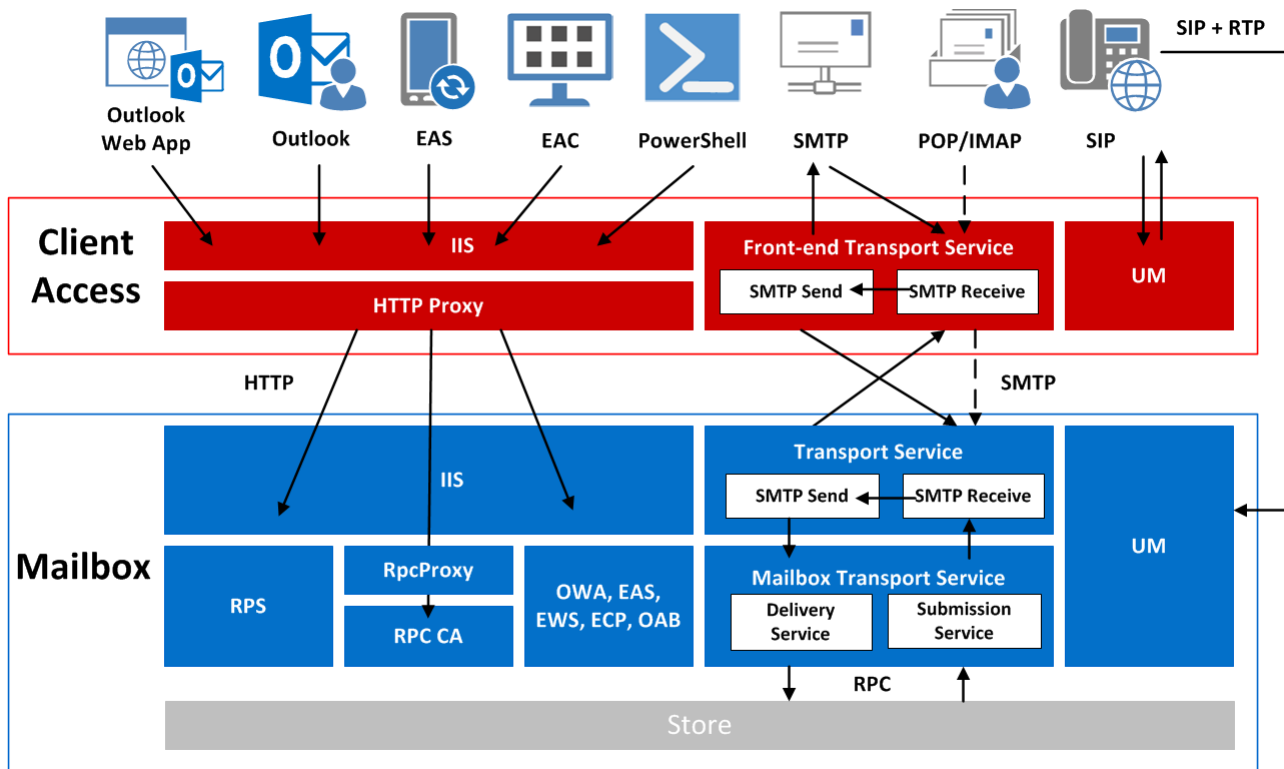 SIP + RTP
Outlook
Web App
Outlook
EAS
EAC
PowerShell
SMTP
POP/IMAP
SIP
Client
Access
IIS
HTTP Proxy
Front-end Transport Service
SMTP Send
SMTP Receive
UM
HTTP
SMTP
Mailbox
IIS
RPS
RpcProxy
RPC CA
OWA, EAS,
EWS, ECP, OAB
Transport Service
SMTP Send
SMTP Receive
Mailbox Transport Service
Delivery
Service
Submission
Service
UM
RPC
Store